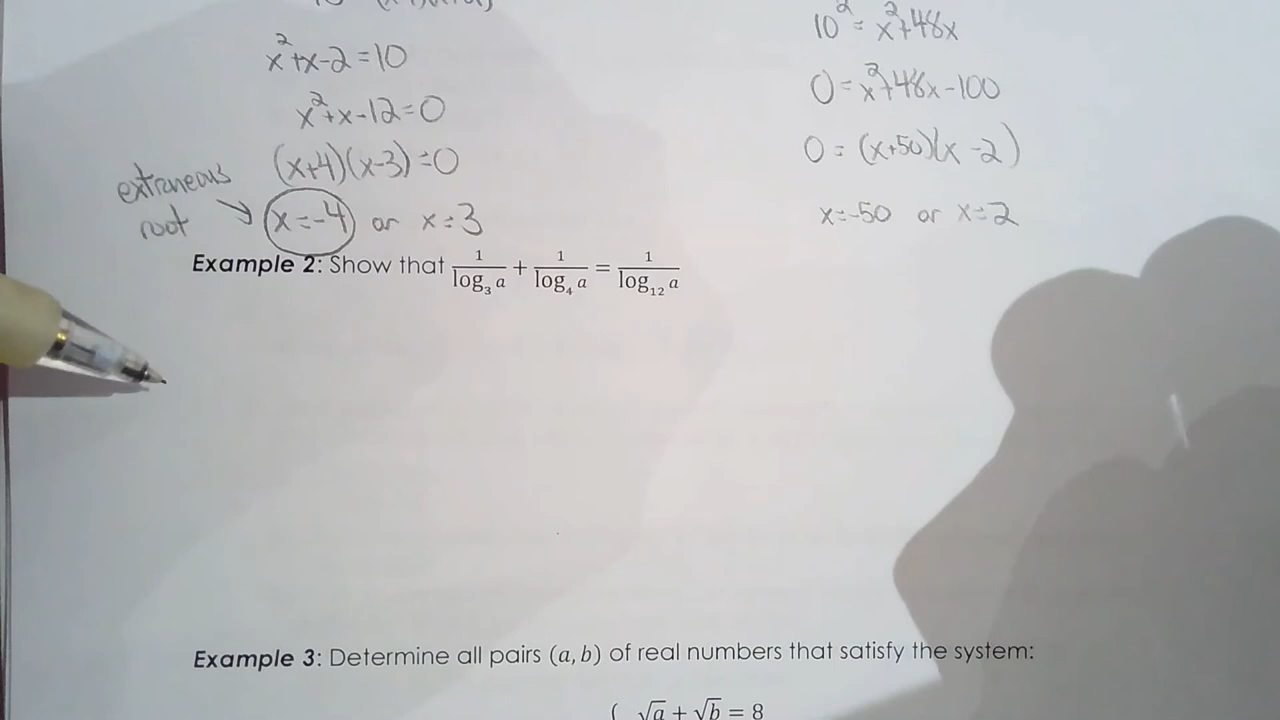 x²+x-2=10
x²+x-12=0
(x+4)(x-3)=0
extraneous root → x=-4 or x=3
10² = x²+48x
0=x²+48x-100
0=(x+50)(x-2)
x=-50 or x=2
Example 2: Show that 1/log₃ a + 1/log₄ a = 1/log₁₂ a
Example 3: Determine all pairs (a, b) of real numbers that satisfy the system:
√a + √b = 8